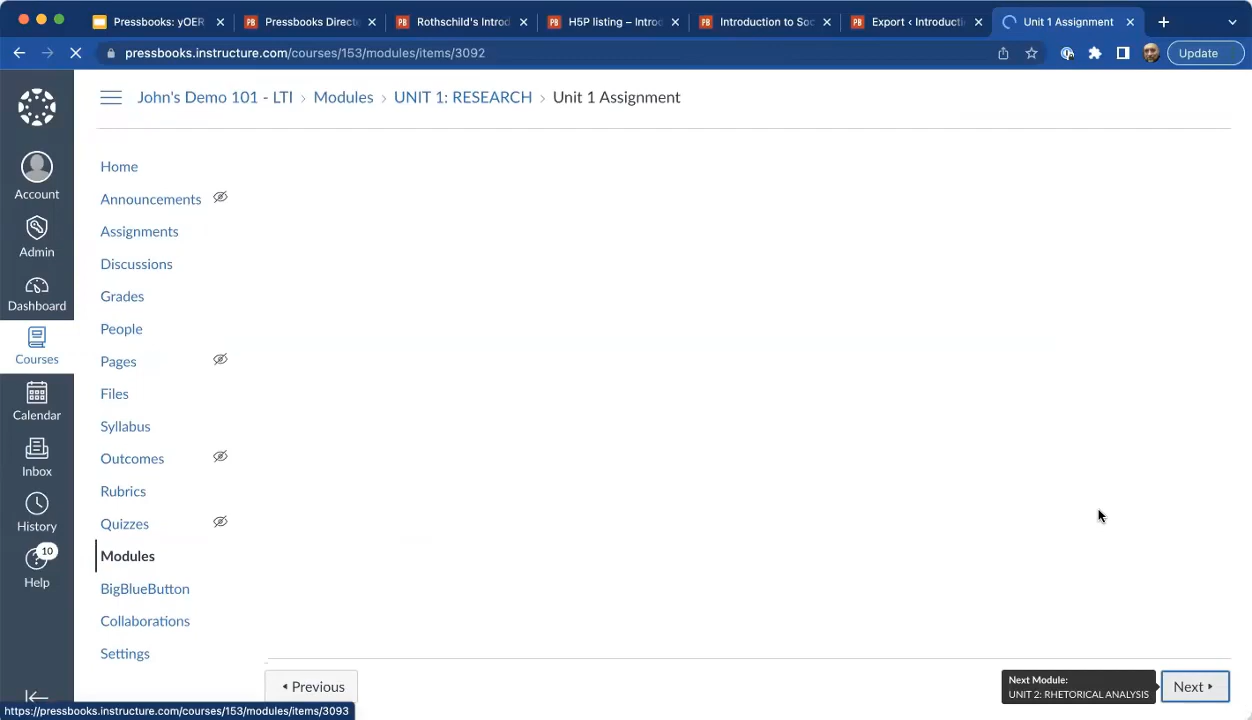 Pressbooks: yOER
Pressbooks Directo
Rothschild's Introd
H5P listing – Introd
Introduction to Soc
Export ‹ Introducti
Unit 1 Assignment
pressbooks.instructure.com/courses/153/modules/items/3092
Update
John's Demo 101 - LTI › Modules › UNIT 1: RESEARCH › Unit 1 Assignment
Account
Admin
Dashboard
Courses
Calendar
Inbox
History
10
Help
Home
Announcements
Assignments
Discussions
Grades
People
Pages
Files
Syllabus
Outcomes
Rubrics
Quizzes
Modules
BigBlueButton
Collaborations
Settings
Previous
Next Module:
UNIT 2: RHETORICAL ANALYSIS
Next
https://pressbooks.instructure.com/courses/153/modules/items/3093